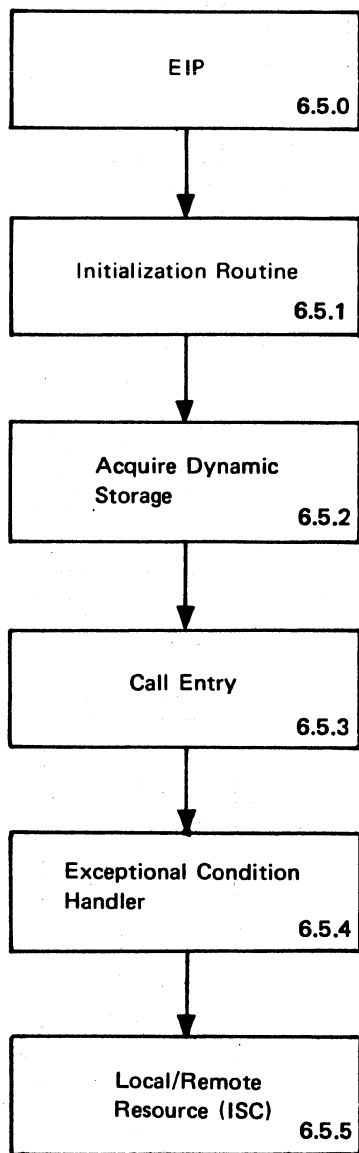 EIP
6.5.0
Initialization Routine
6.5.1
Acquire Dynamic
Storage
6.5.2
Call Entry
6.5.3
Exceptional Condition
Handler
6.5.4
Local/Remote
Resource (ISC)
6.5.5